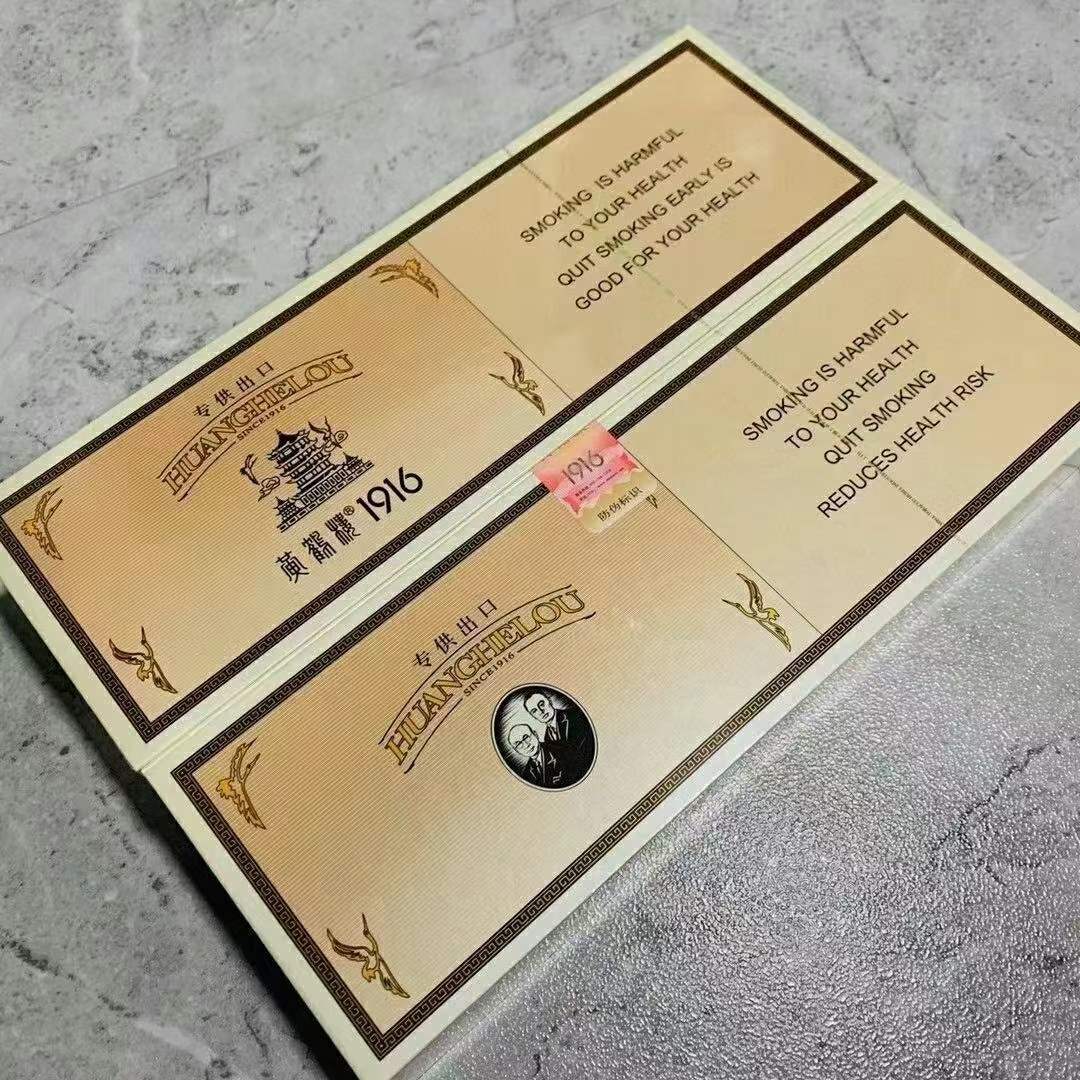 专供出口
HUANGHELOU
SINCE1916
黄鹤楼® 1916
SMOKING IS HARMFUL
TO YOUR HEALTH
QUIT SMOKING EARLY IS
GOOD FOR YOUR HEALTH
1916
防伪标识
专供出口
HUANGHELOU
SINCE1916
SMOKING IS HARMFUL
TO YOUR HEALTH
QUIT SMOKING
REDUCES HEALTH RISK